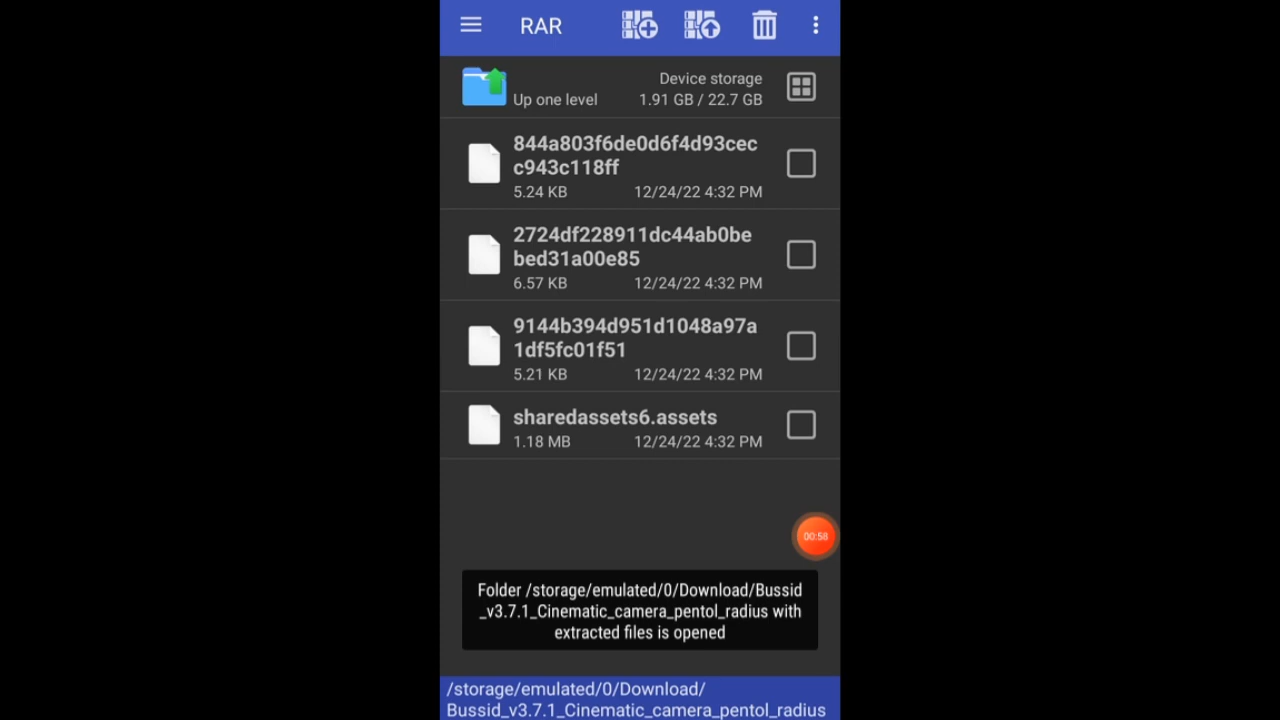 RAR
Device storage
Up one level 1.91 GB / 22.7 GB
844a803f6de0d6f4d93cec
c943c118ff
5.24 KB 12/24/22 4:32 PM
2724df228911dc44ab0be
bed31a00e85
6.57 KB 12/24/22 4:32 PM
9144b394d951d1048a97a
1df5fc01f51
5.21 KB 12/24/22 4:32 PM
sharedassets6.assets
1.18 MB 12/24/22 4:32 PM
00:58
Folder /storage/emulated/0/Download/Bussid
_v3.7.1_Cinematic_camera_pentol_radius with
extracted files is opened
/storage/emulated/0/Download/
Bussid_v3.7.1_Cinematic_camera_pentol_radius